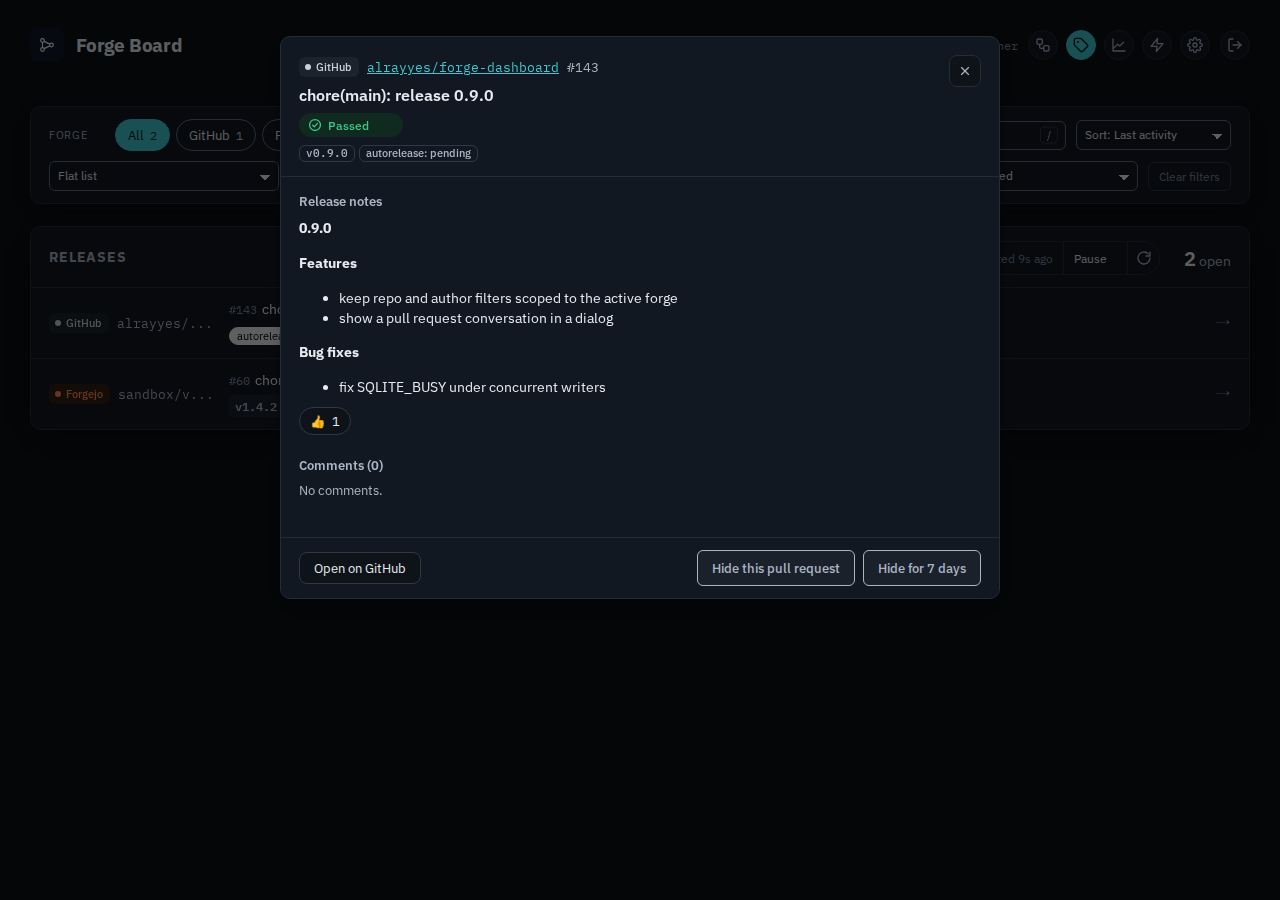 Forge Board
GitHub alrayyes/forge-dashboard #143
chore(main): release 0.9.0
Passed
v0.9.0 autorelease: pending
FORGE All 2 GitHub 1
/ Sort: Last activity
Flat list
Clear filters
Release notes
0.9.0
Features
keep repo and author filters scoped to the active forge
show a pull request conversation in a dialog
Bug fixes
fix SQLITE_BUSY under concurrent writers
👍 1
Comments (0)
No comments.
Open on GitHub Hide this pull request Hide for 7 days
RELEASES
9s ago Pause 2 open
GitHub alrayyes/... #143
→
Forgejo sandbox/v... #60
v1.4.2
→